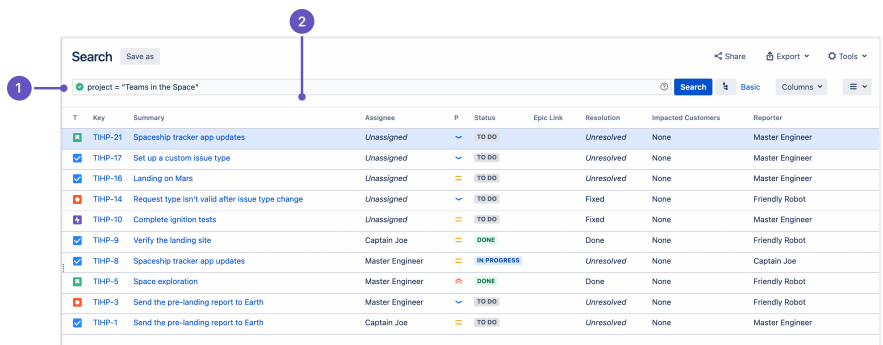 2
Search Save as Share Export Tools
1 project = "Teams in the Space" Search Basic Columns
T Key Summary Assignee P Status Epic Link Resolution Impacted Customers Reporter
TIHP-21 Spaceship tracker app updates Unassigned TO DO Unresolved None Master Engineer
TIHP-17 Set up a custom issue type Unassigned TO DO Unresolved None Master Engineer
TIHP-16 Landing on Mars Unassigned TO DO Unresolved None Master Engineer
TIHP-14 Request type isn't valid after issue type change Unassigned TO DO Fixed None Friendly Robot
TIHP-10 Complete ignition tests Unassigned TO DO Fixed None Master Engineer
TIHP-9 Verify the landing site Captain Joe DONE Done None Friendly Robot
TIHP-8 Spaceship tracker app updates Master Engineer IN PROGRESS Unresolved None Captain Joe
TIHP-5 Space exploration Master Engineer DONE Done None Friendly Robot
TIHP-3 Send the pre-landing report to Earth Master Engineer TO DO Unresolved None Friendly Robot
TIHP-1 Send the pre-landing report to Earth Captain Joe TO DO Unresolved None Master Engineer